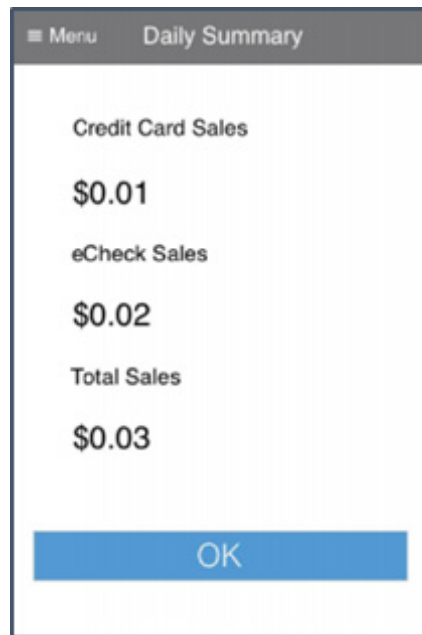 ≡ Menu Daily Summary
Credit Card Sales
$0.01
eCheck Sales
$0.02
Total Sales
$0.03
OK